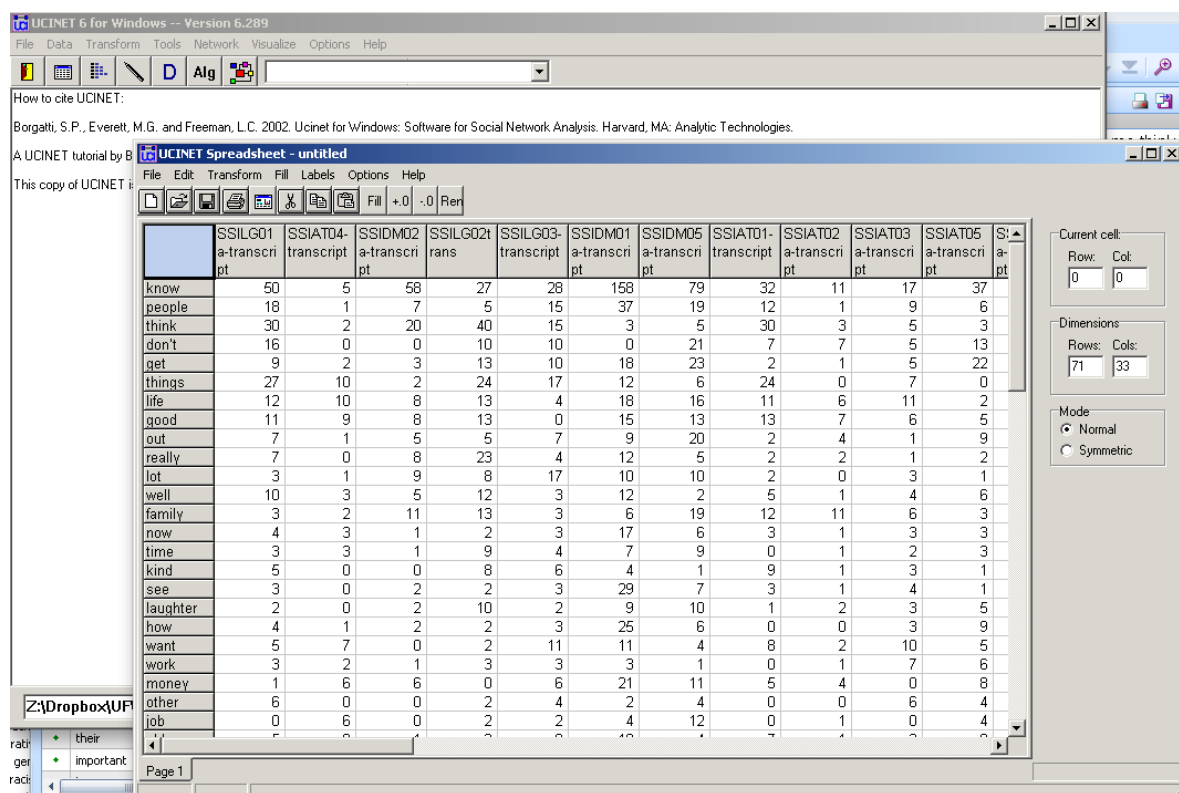 UCINET 6 for Windows -- Version 6.289
File Data Transform Tools Network Visualize Options Help
D Alg
How to cite UCINET:
Borgatti, S.P., Everett, M.G. and Freeman, L.C. 2002. Ucinet for Windows: Software for Social Network Analysis. Harvard, MA: Analytic Technologies.
A UCINET tutorial by B
This copy of UCINET i
UCINET Spreadsheet - untitled
File Edit Transform Fill Labels Options Help
Fill +.0 -.0 Ren
SSILG01 SSIAT04- SSIDM02 SSILG02t SSILG03- SSIDM01 SSIDM05 SSIAT01- SSIAT02 SSIAT03 SSIAT05
a-transcri transcript a-transcri rans transcript a-transcri a-transcri transcript a-transcri a-transcri a-transcri a-
pt pt pt pt pt pt pt pt
know 50 5 58 27 28 158 79 32 11 17 37
people 18 1 7 5 15 37 19 12 1 9 6
think 30 2 20 40 15 3 5 30 3 5 3
don't 16 0 0 10 10 0 21 7 7 5 13
get 9 2 3 13 10 18 23 2 1 5 22
things 27 10 2 24 17 12 6 24 0 7 0
life 12 10 8 13 4 18 16 11 6 11 2
good 11 9 8 13 0 15 13 13 7 6 5
out 7 1 5 5 7 9 20 2 4 1 9
really 7 0 8 23 4 12 5 2 2 1 2
lot 3 1 9 8 17 10 10 2 0 3 1
well 10 3 5 12 3 12 2 5 1 4 6
family 3 2 11 13 3 6 19 12 11 6 3
now 4 3 1 2 3 17 6 3 1 3 3
time 3 3 1 9 4 7 9 0 1 2 3
kind 5 0 0 8 6 4 1 9 1 3 1
see 3 0 2 2 3 29 7 3 1 4 1
laughter 2 0 2 10 2 9 10 1 2 3 5
how 4 1 2 2 3 25 6 0 0 3 9
want 5 7 0 2 11 11 4 8 2 10 5
work 3 2 1 3 3 3 1 0 1 7 6
money 1 6 6 0 6 21 11 5 4 0 8
other 6 0 0 2 4 2 4 0 0 6 4
job 0 6 0 2 2 4 12 0 1 0 4
Page 1
Current cell:
Row: Col:
0 0
Dimensions
Rows: Cols:
71 33
Mode
Normal
Symmetric
Z:\Dropbox\UF
their
important